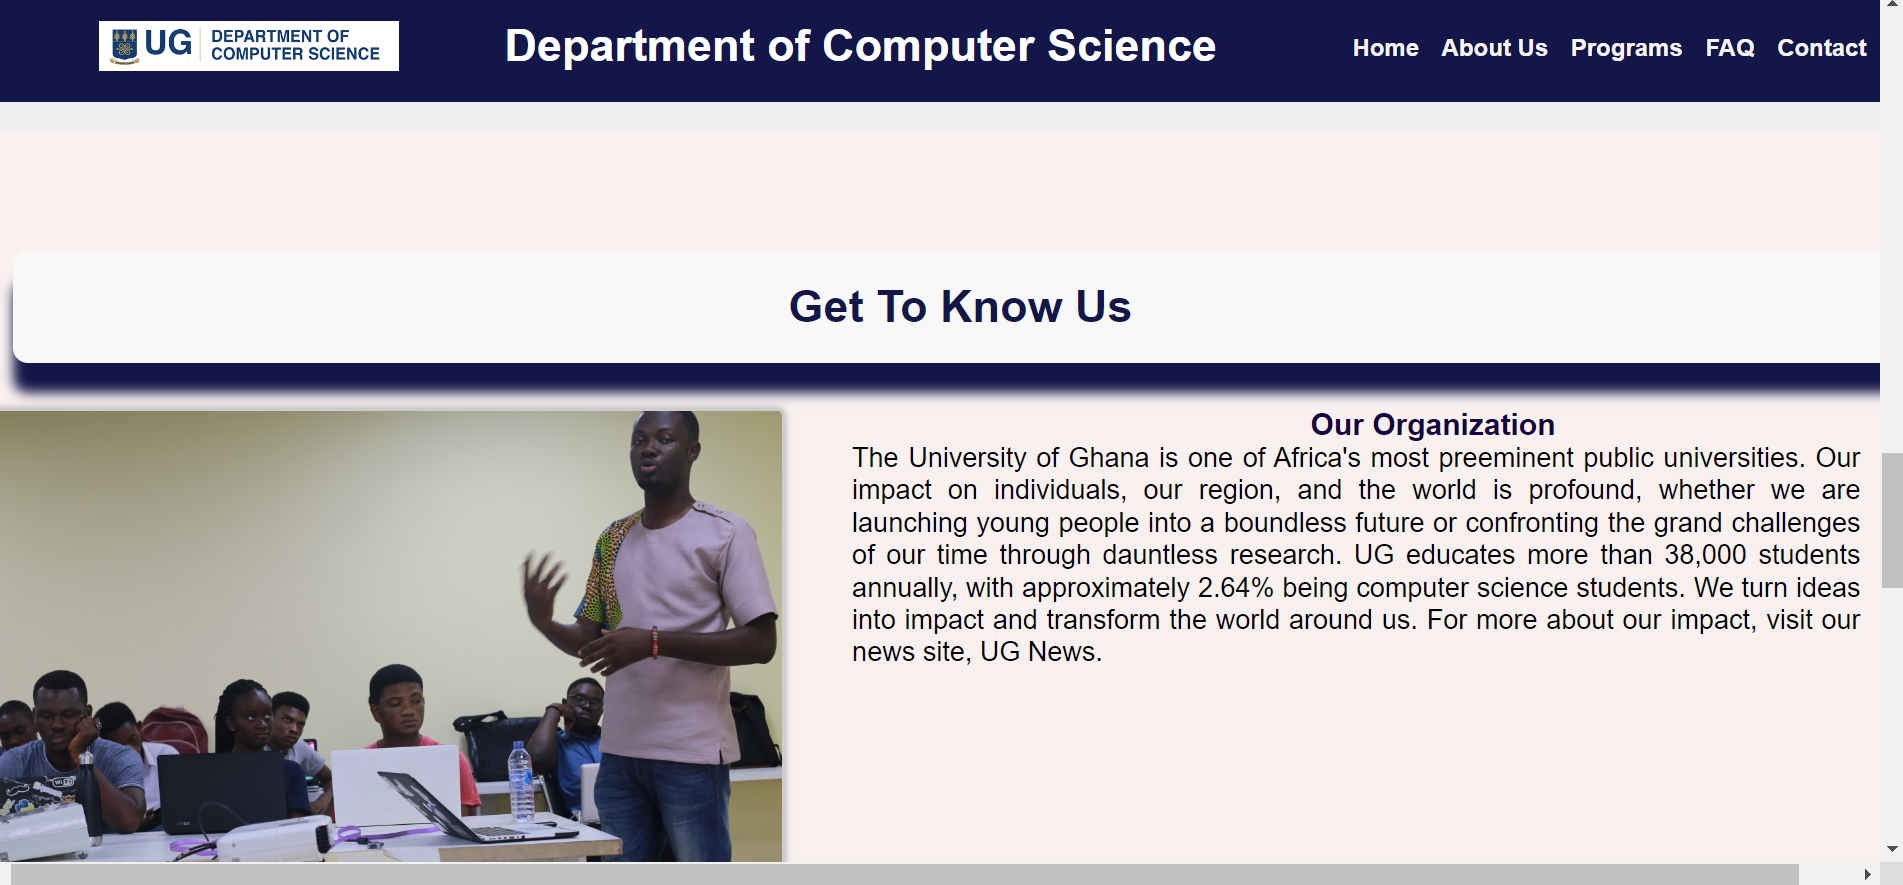 UG
DEPARTMENT OF
COMPUTER SCIENCE
Department of Computer Science
Home About Us Programs FAQ Contact
Get To Know Us
Our Organization
The University of Ghana is one of Africa's most preeminent public universities. Our
impact on individuals, our region, and the world is profound, whether we are
launching young people into a boundless future or confronting the grand challenges
of our time through dauntless research. UG educates more than 38,000 students
annually, with approximately 2.64% being computer science students. We turn ideas
into impact and transform the world around us. For more about our impact, visit our
news site, UG News.